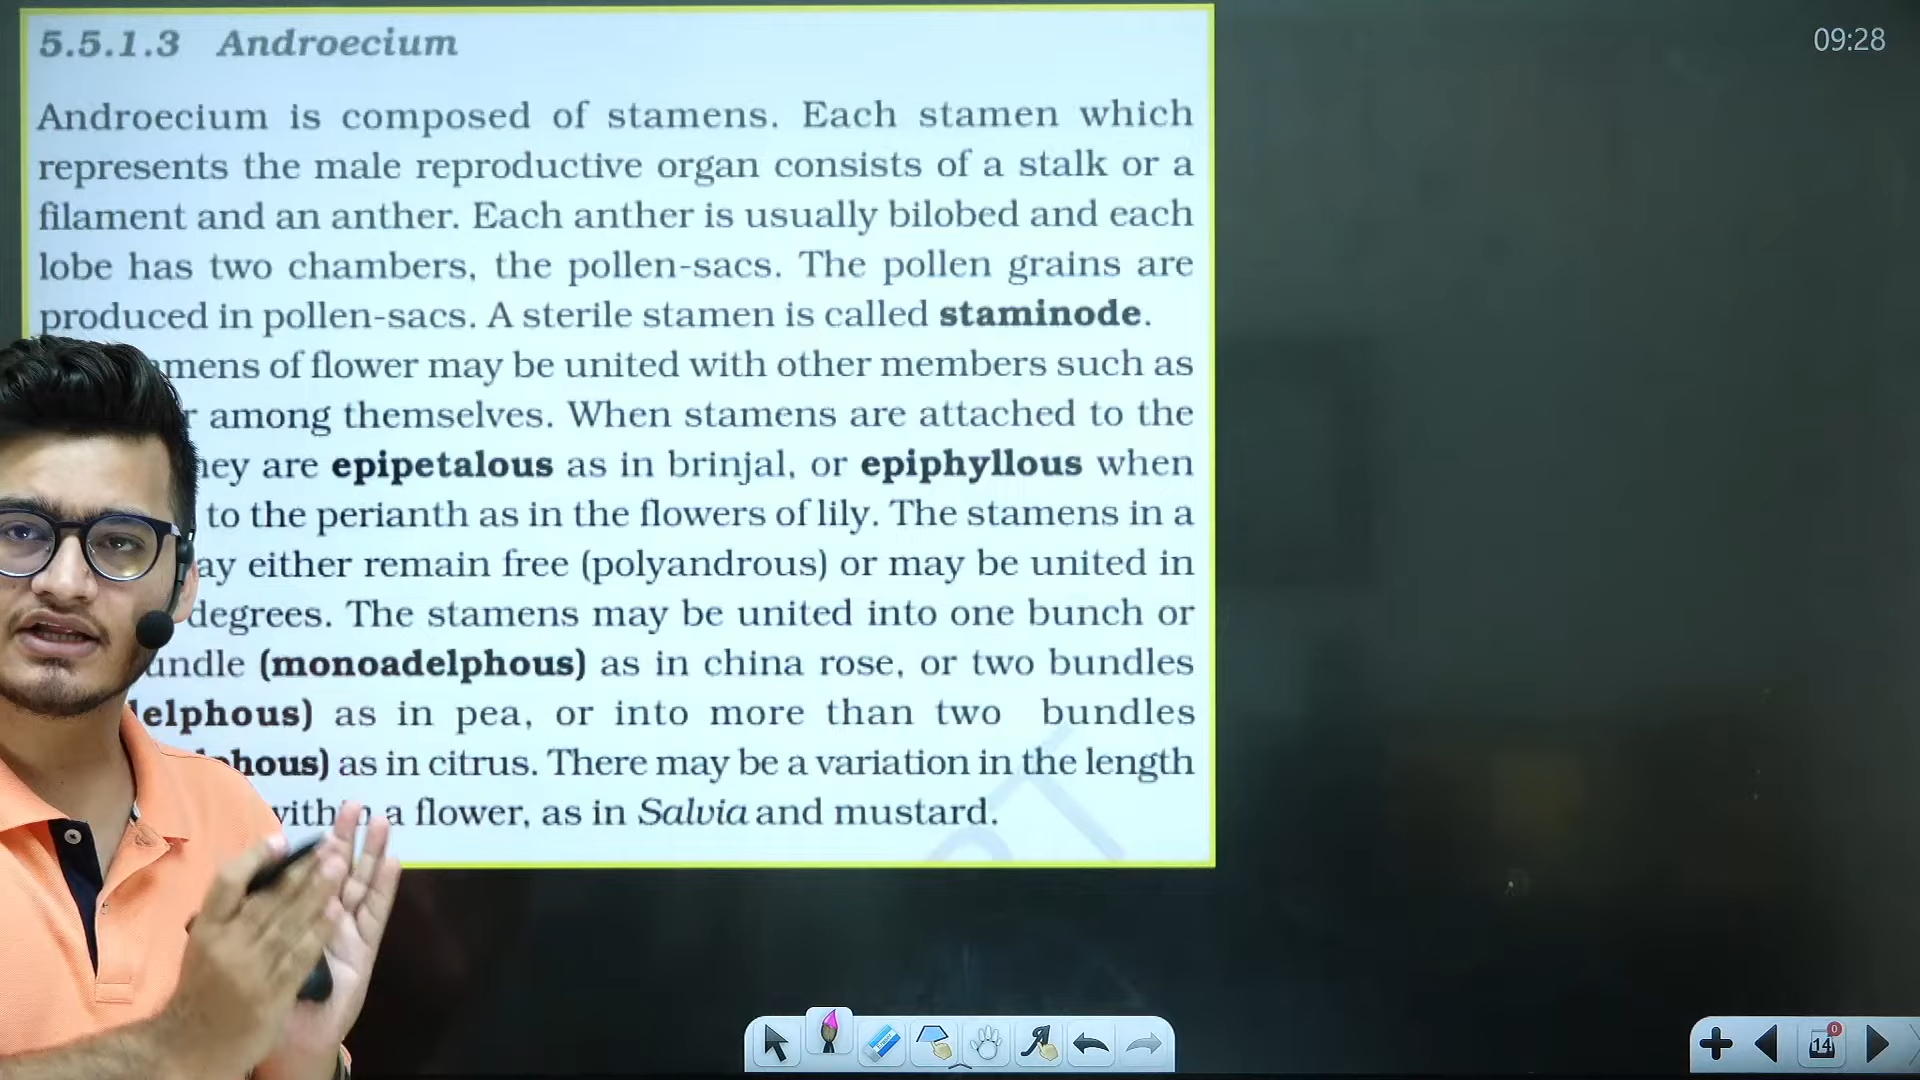 5.5.1.3 Androecium
09:28
Androecium is composed of stamens. Each stamen which
represents the male reproductive organ consists of a stalk or a
filament and an anther. Each anther is usually bilobed and each
lobe has two chambers, the pollen-sacs. The pollen grains are
produced in pollen-sacs. A sterile stamen is called staminode.
of flower may be united with other members such as
among themselves. When stamens are attached to the
are epipetalous as in brinjal, or epiphyllous when
to the perianth as in the flowers of lily. The stamens in a
either remain free (polyandrous) or may be united in
degrees. The stamens may be united into one bunch or
(monoadelphous) as in china rose, or two bundles
as in pea, or into more than two bundles
as in citrus. There may be a variation in the length
a flower, as in Salvia and mustard.
14
0